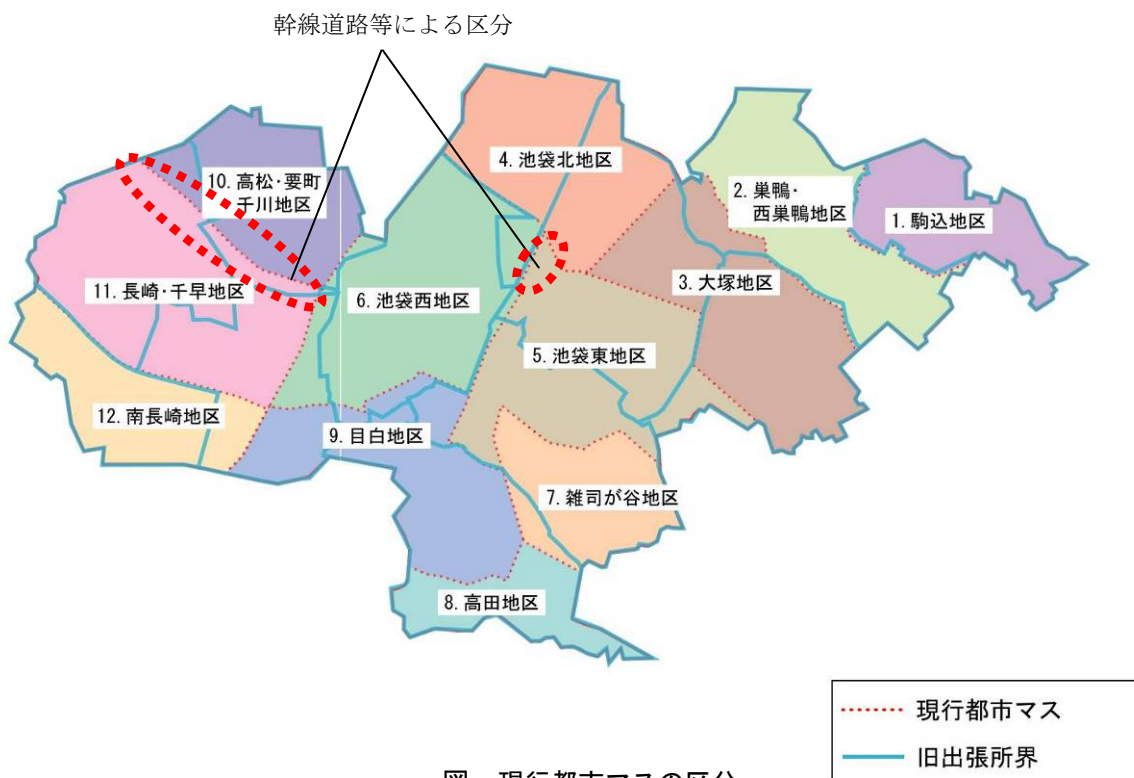 幹線道路等による区分
4. 池袋北地区
10. 高松・要町
千川地区
2. 巣鴨・
西巣鴨地区
1. 駒込地区
3. 大塚地区
11. 長崎・千早地区
6. 池袋西地区
5. 池袋東地区
12. 南長崎地区
9. 目白地区
7. 雑司が谷地区
8. 高田地区
現行都市マス
旧出張所界
図 現行都市マスの区分